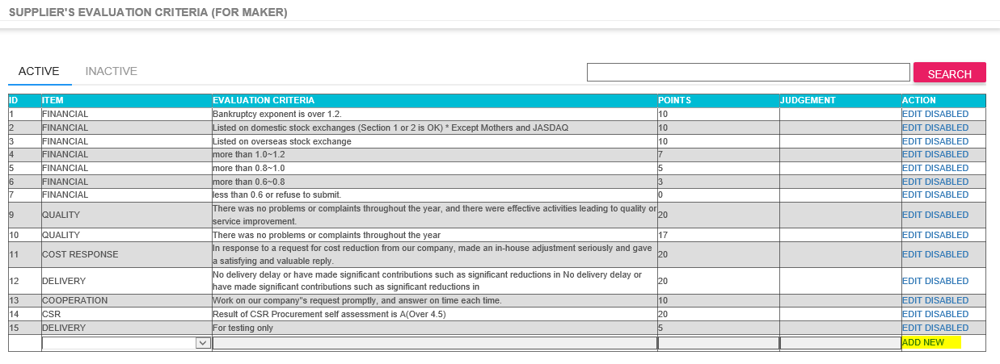 SUPPLIER'S EVALUATION CRITERIA (FOR MAKER)
ACTIVE INACTIVE SEARCH
ID ITEM EVALUATION CRITERIA POINTS JUDGEMENT ACTION
1 FINANCIAL Bankruptcy exponent is over 1.2. 10 EDIT DISABLED
2 FINANCIAL Listed on domestic stock exchanges (Section 1 or 2 is OK) * Except Mothers and JASDAQ 10 EDIT DISABLED
3 FINANCIAL Listed on overseas stock exchange 10 EDIT DISABLED
4 FINANCIAL more than 1.0~1.2 7 EDIT DISABLED
5 FINANCIAL more than 0.8~1.0 5 EDIT DISABLED
6 FINANCIAL more than 0.6~0.8 3 EDIT DISABLED
7 FINANCIAL less than 0.6 or refuse to submit. 0 EDIT DISABLED
9 QUALITY There was no problems or complaints throughout the year, and there were effective activities leading to quality or
service improvement. 20 EDIT DISABLED
10 QUALITY There was no problems or complaints throughout the year 17 EDIT DISABLED
11 COST RESPONSE In response to a request for cost reduction from our company, made an in-house adjustment seriously and gave
a satisfying and valuable reply. 20 EDIT DISABLED
12 DELIVERY No delivery delay or have made significant contributions such as significant reductions in No delivery delay or
have made significant contributions such as significant reductions in 20 EDIT DISABLED
13 COOPERATION Work on our company"s request promptly, and answer on time each time. 10 EDIT DISABLED
14 CSR Result of CSR Procurement self assessment is A(Over 4.5) 20 EDIT DISABLED
15 DELIVERY For testing only 5 EDIT DISABLED
ADD NEW